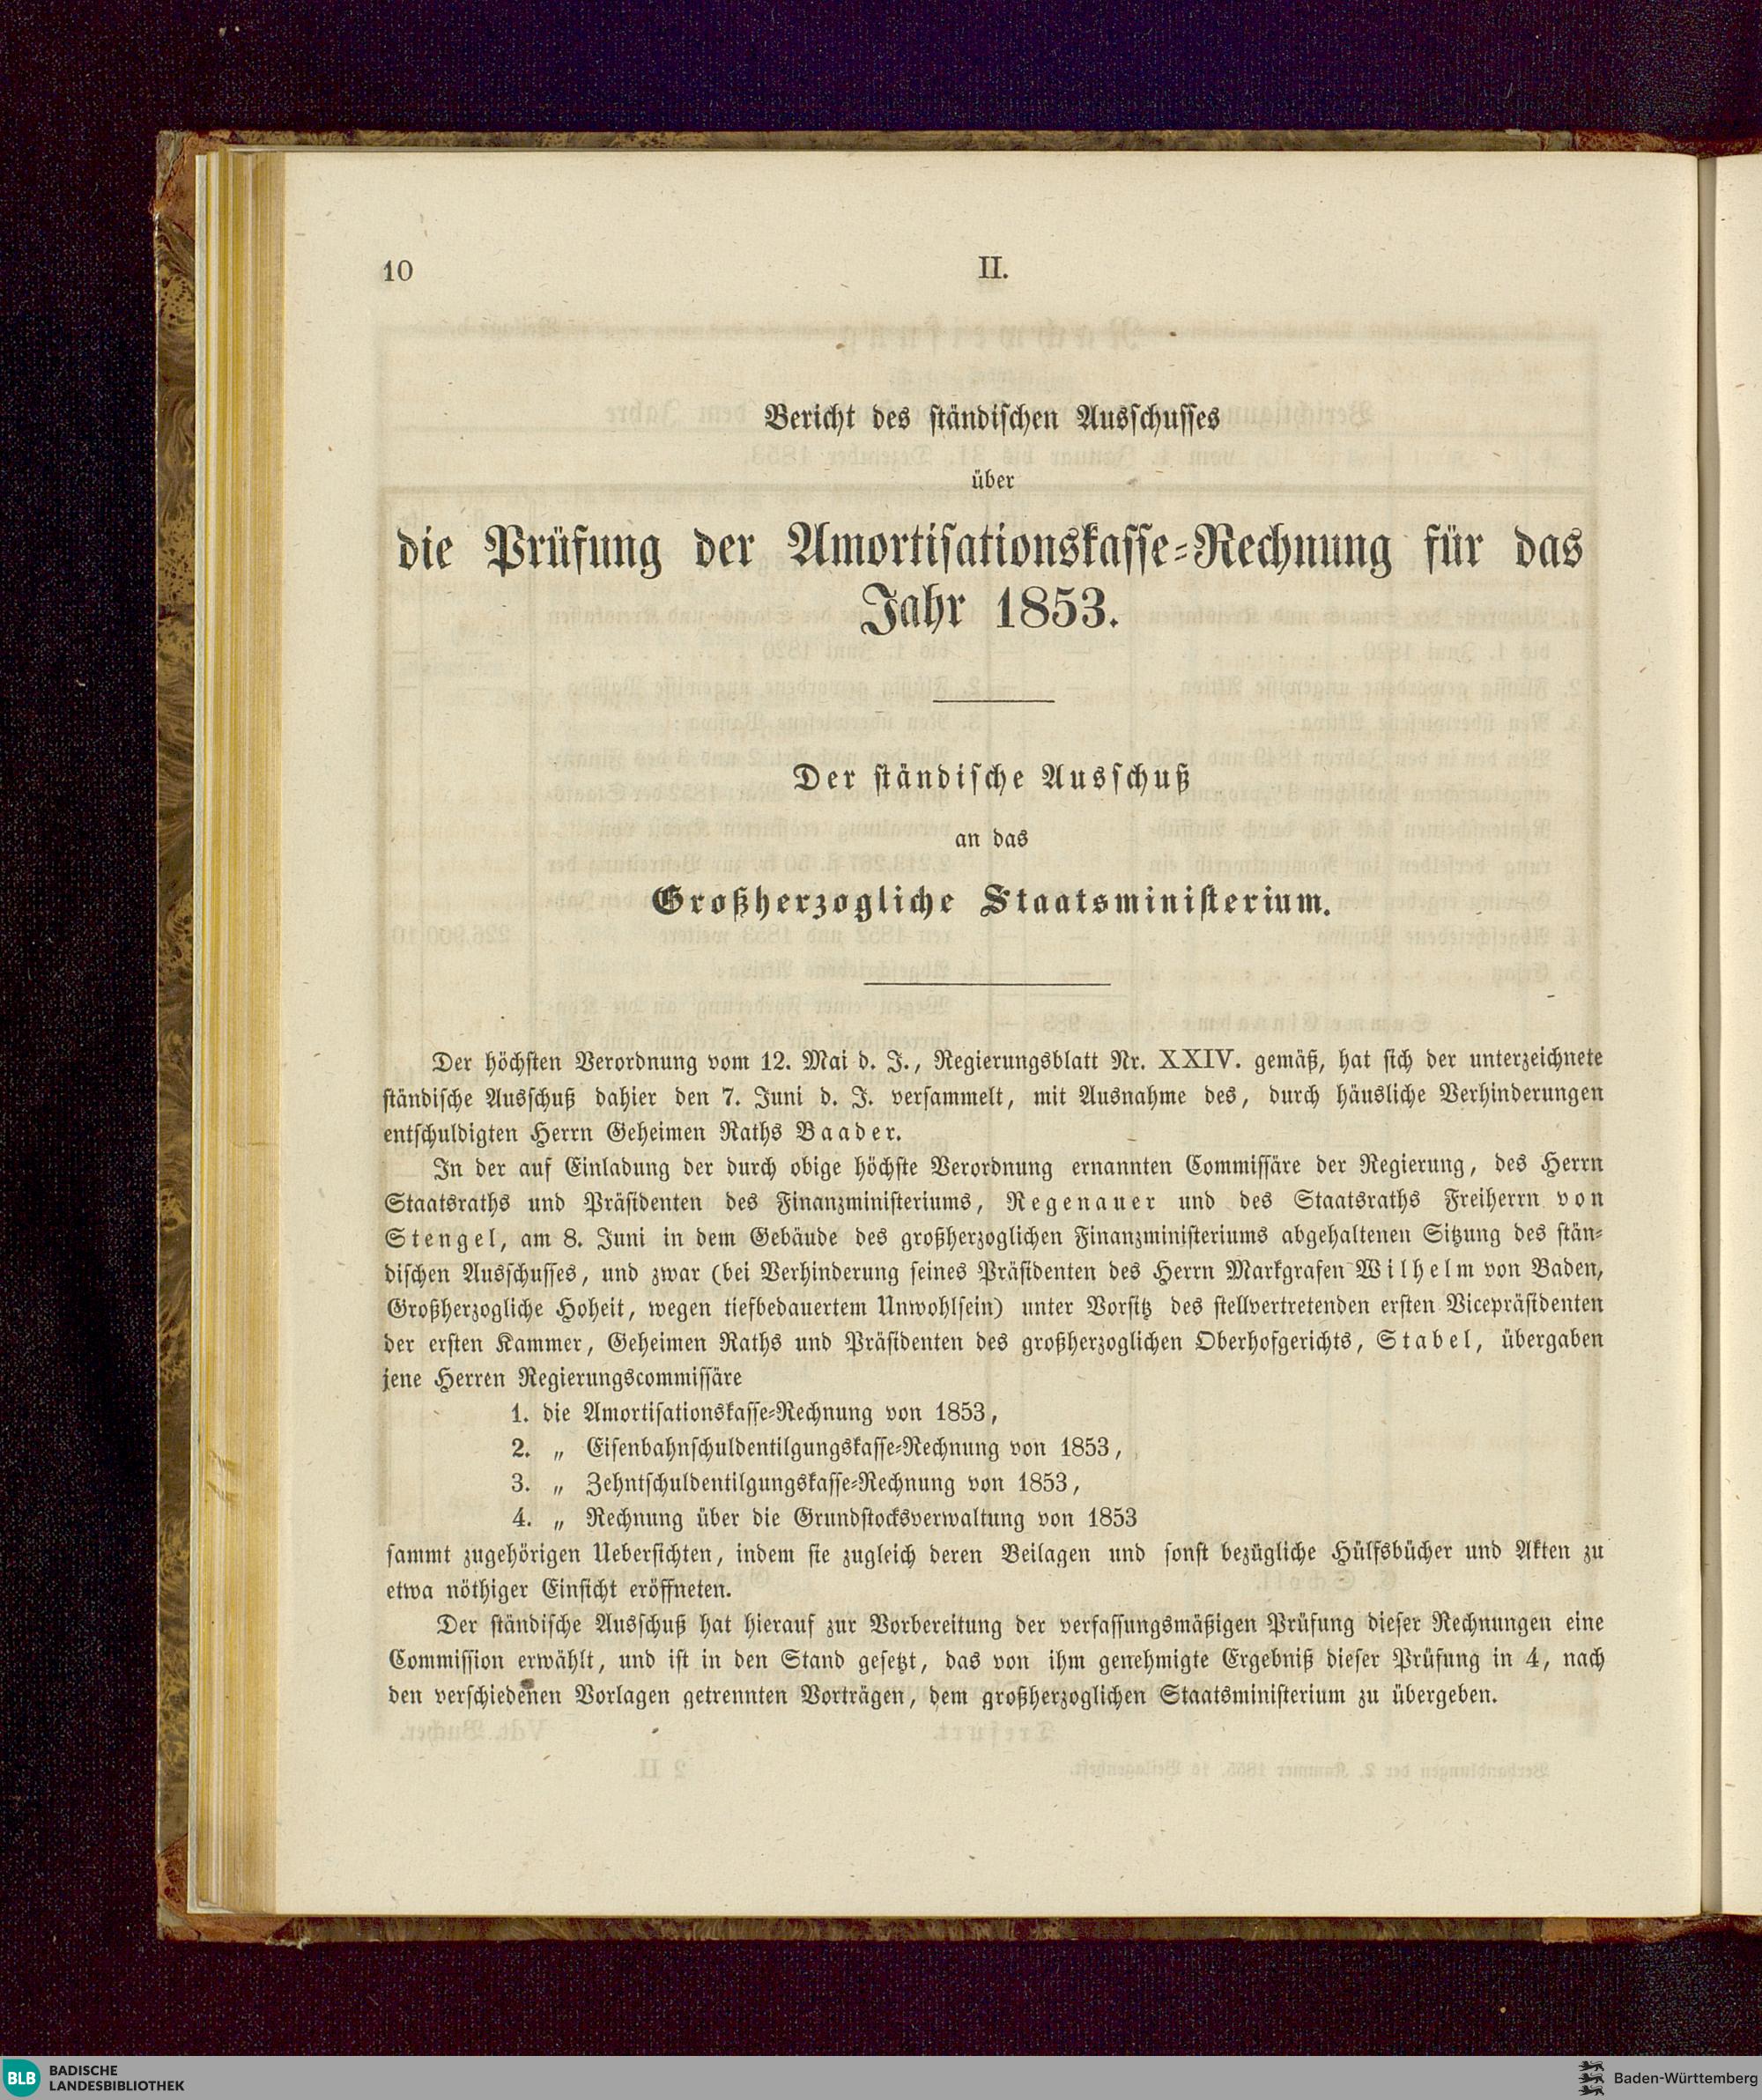 10
II.
Bericht des ständischen Ausschusses
über
die Prüfung der Amortisationskasse-Rechnung für das
Jahr 1853.
Der ständische Ausschuß
an das
Großherzogliche Staatsministerium.
Der höchsten Verordnung vom 12. Mai d. J., Regierungsblatt Nr. XXIV. gemäß, hat sich der unterzeichnete
ständische Ausschuß dahier den 7. Juni d. J. versammelt, mit Ausnahme des, durch häusliche Verhinderungen
entschuldigten Herrn Geheimen Raths Baader.
In der auf Einladung der durch obige höchste Verordnung ernannten Commissäre der Regierung, des Herrn
Staatsraths und Präsidenten des Finanzministeriums, Regenauer und des Staatsraths Freiherrn von
Stengel, am 8. Juni in dem Gebäude des großherzoglichen Finanzministeriums abgehaltenen Sitzung des stän-
dischen Ausschusses, und zwar (bei Verhinderung seines Präsidenten des Herrn Markgrafen Wilhelm von Baden,
Großherzogliche Hoheit, wegen tiefbedauertem Unwohlsein) unter Vorsitz des stellvertretenden ersten Vicepräsidenten
der ersten Kammer, Geheimen Raths und Präsidenten des großherzoglichen Oberhofgerichts, Stabel, übergaben
jene Herren Regierungscommissäre
1. die Amortisationskasse-Rechnung von 1853,
2. „ Eisenbahnschuldentilgungskasse-Rechnung von 1853,
3. „ Zehntschuldentilgungskasse-Rechnung von 1853,
4. „ Rechnung über die Grundstocksverwaltung von 1853
sammt zugehörigen Uebersichten, indem sie zugleich deren Beilagen und sonst bezügliche Hülfsbücher und Akten zu
etwa nöthiger Einsicht eröffneten.
Der ständische Ausschuß hat hierauf zur Vorbereitung der verfassungsmäßigen Prüfung dieser Rechnungen eine
Commission erwählt, und ist in den Stand gesetzt, das von ihm genehmigte Ergebniß dieser Prüfung in 4, nach
den verschiedenen Vorlagen getrennten Vorträgen, dem großherzoglichen Staatsministerium zu übergeben.
BLB BADISCHE
LANDESBIBLIOTHEK
Baden-Württemberg